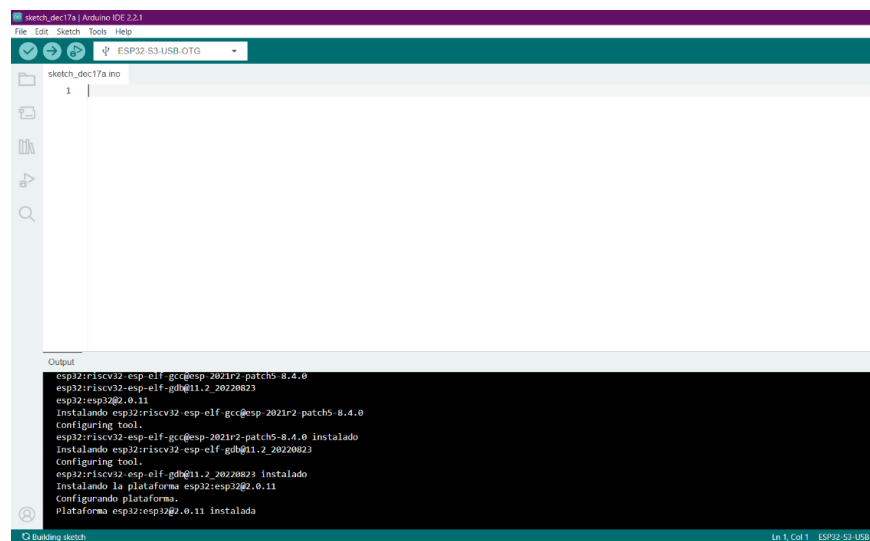 sketch_dec17a | Arduino IDE 2.2.1
File Edit Sketch Tools Help
ESP32-S3-USB-OTG
sketch_dec17a.ino
1
Output
esp32:riscv32-esp-elf-gcc@esp-2021r2-patch5-8.4.0
esp32:riscv32-esp-elf-gdb@11.2_20220823
esp32:esp32@2.0.11
Instalando esp32:riscv32-esp-elf-gcc@esp-2021r2-patch5-8.4.0
Configuring tool.
esp32:riscv32-esp-elf-gcc@esp-2021r2-patch5-8.4.0 instalado
Instalando esp32:riscv32-esp-elf-gdb@11.2_20220823
Configuring tool.
esp32:riscv32-esp-elf-gdb@11.2_20220823 instalado
Instalando la plataforma esp32:esp32@2.0.11
Configurando plataforma.
Plataforma esp32:esp32@2.0.11 instalada
Building sketch Ln 1, Col 1 ESP32-S3-USB